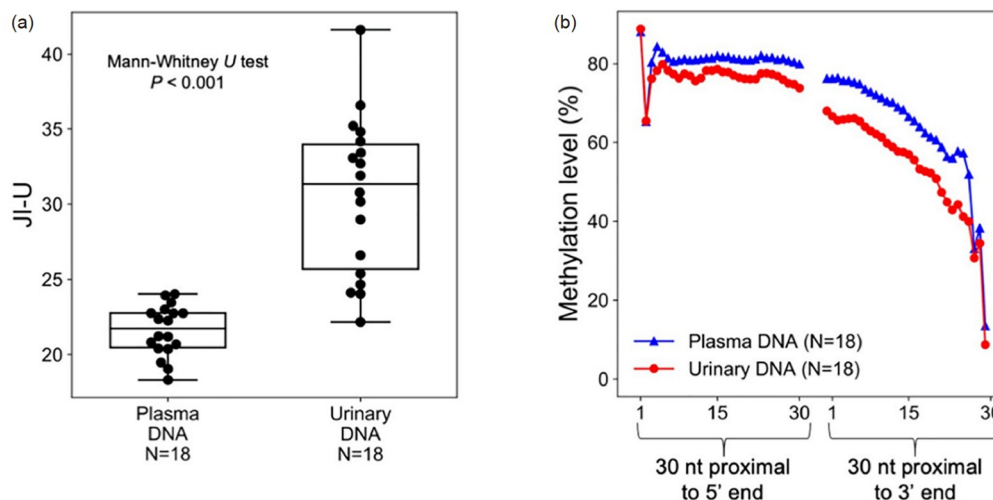 (a)
Mann-Whitney U test
P < 0.001
JI-U
40
35
30
25
20
Plasma
DNA
N=18
Urinary
DNA
N=18
(b)
Methylation level (%)
80
60
40
20
0
Plasma DNA (N=18)
Urinary DNA (N=18)
1 15 30 1 15 30
30 nt proximal
to 5' end
30 nt proximal
to 3' end